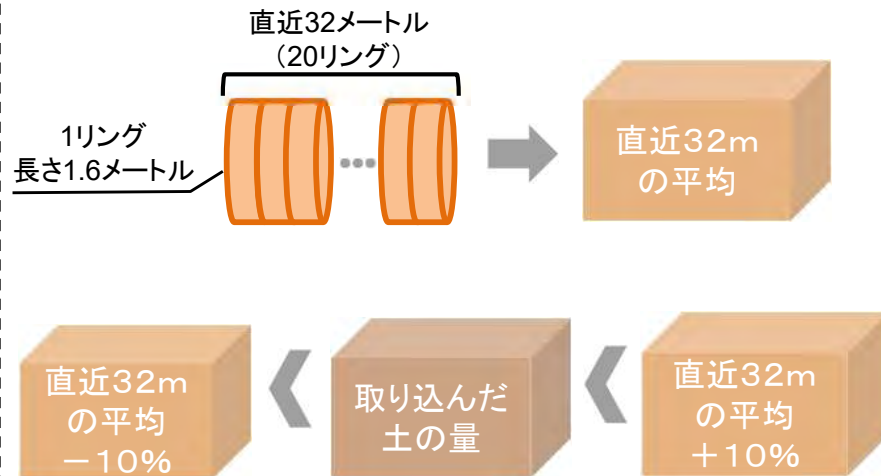 直近32メートル
（20リング）
1リング
長さ1.6メートル
直近32m
の平均
直近32m
の平均
－10%
取り込んだ
土の量
直近32m
の平均
＋10%